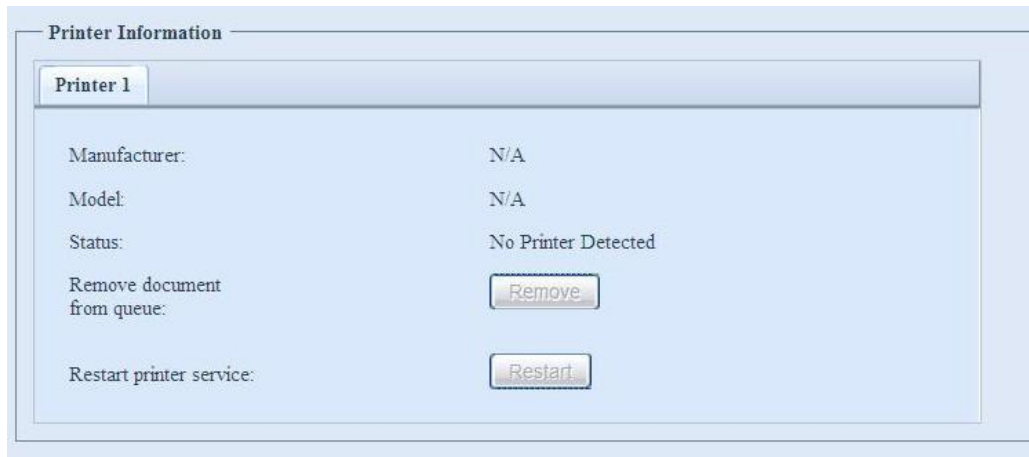 Printer Information
Printer 1
Manufacturer: N/A
Model: N/A
Status: No Printer Detected
Remove document
from queue: Remove
Restart printer service: Restart